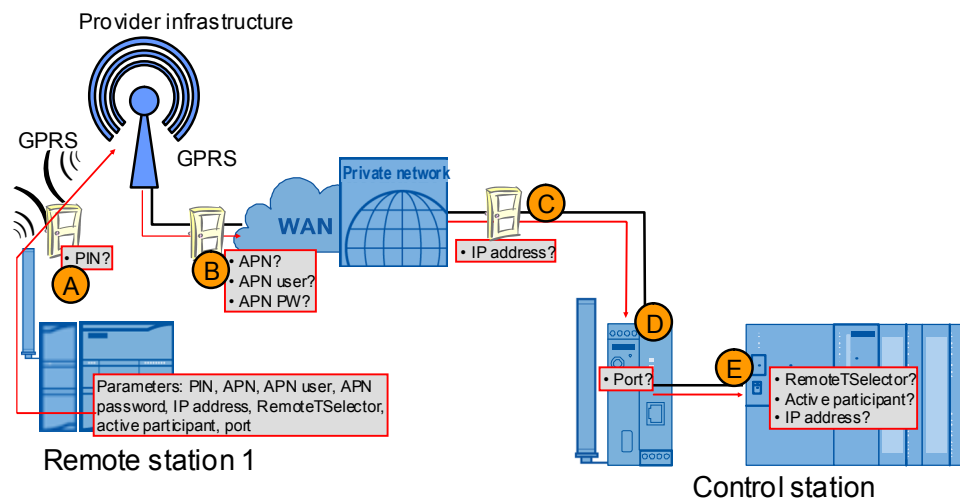 Provider infrastructure
GPRS
GPRS
Private network
WAN
C
• IP address?
• PIN?
A
B
• APN?
• APN user?
• APN PW?
D
• Port?
E
• RemoteTSelector?
• Active participant?
• IP address?
Parameters: PIN, APN, APN user, APN
password, IP address, RemoteTSelector,
active participant, port
Remote station 1
Control station